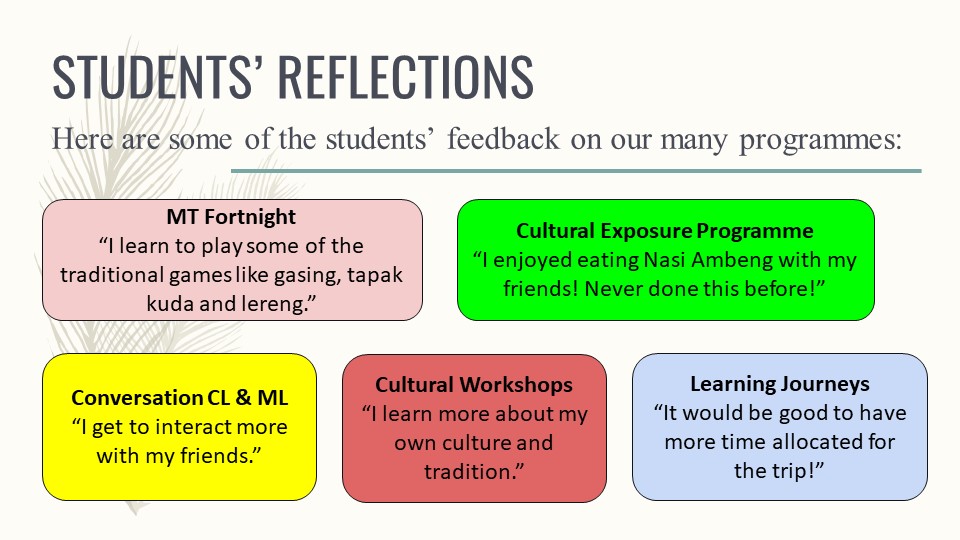 STUDENTS’ REFLECTIONS
Here are some of the students’ feedback on our many programmes:
MT Fortnight
“I learn to play some of the
traditional games like gasing, tapak
kuda and lereng.”
Cultural Exposure Programme
“I enjoyed eating Nasi Ambeng with my
friends! Never done this before!”
Conversation CL & ML
“I get to interact more
with my friends.”
Cultural Workshops
“I learn more about my
own culture and
tradition.”
Learning Journeys
“It would be good to have
more time allocated for
the trip!”